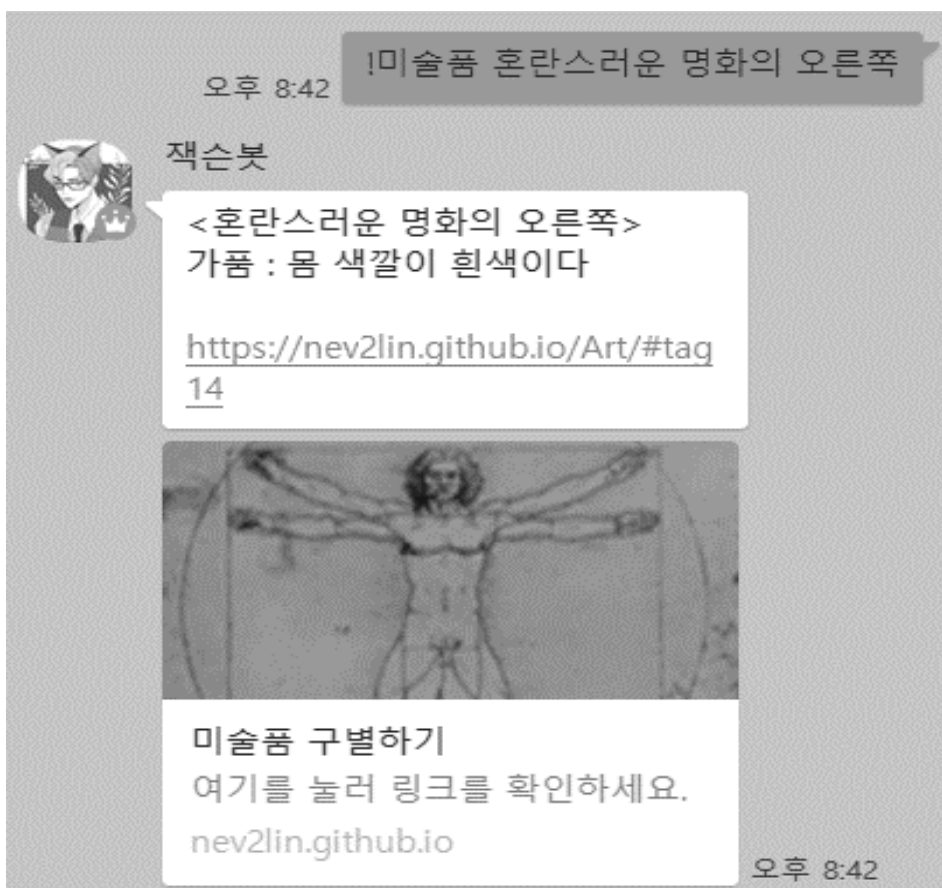 !미술품 혼란스러운 명화의 오른쪽
오후 8:42
잭슨봇
<혼란스러운 명화의 오른쪽>
가품 : 몸 색깔이 흰색이다
https://nev2lin.github.io/Art/#tag
14
미술품 구별하기
여기를 눌러 링크를 확인하세요.
nev2lin.github.io
오후 8:42